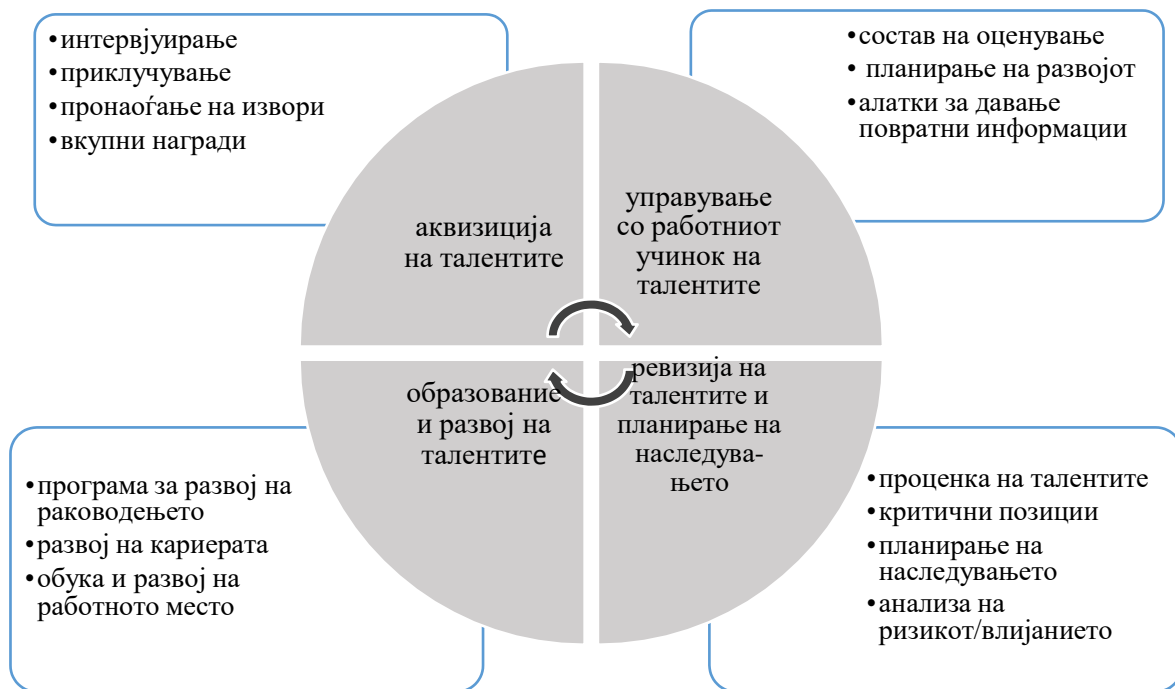 •интервјуирање
•приклучување
•пронаоѓање на извори
•вкупни награди
•состав на оценување
• планирање на развојот
•алатки за давање
повратни информации
аквизиција
на талентите
управување
со работниот
учинок на
талентите
образование
и развој на
талентите
ревизија на
талентите и
планирање на
наследува-
њето
•програма за развој на
раководењето
•развој на кариерата
•обука и развој на
работното место
•проценка на талентите
•критични позиции
•планирање на
наследувањето
•анализа на
ризикот/влијанието